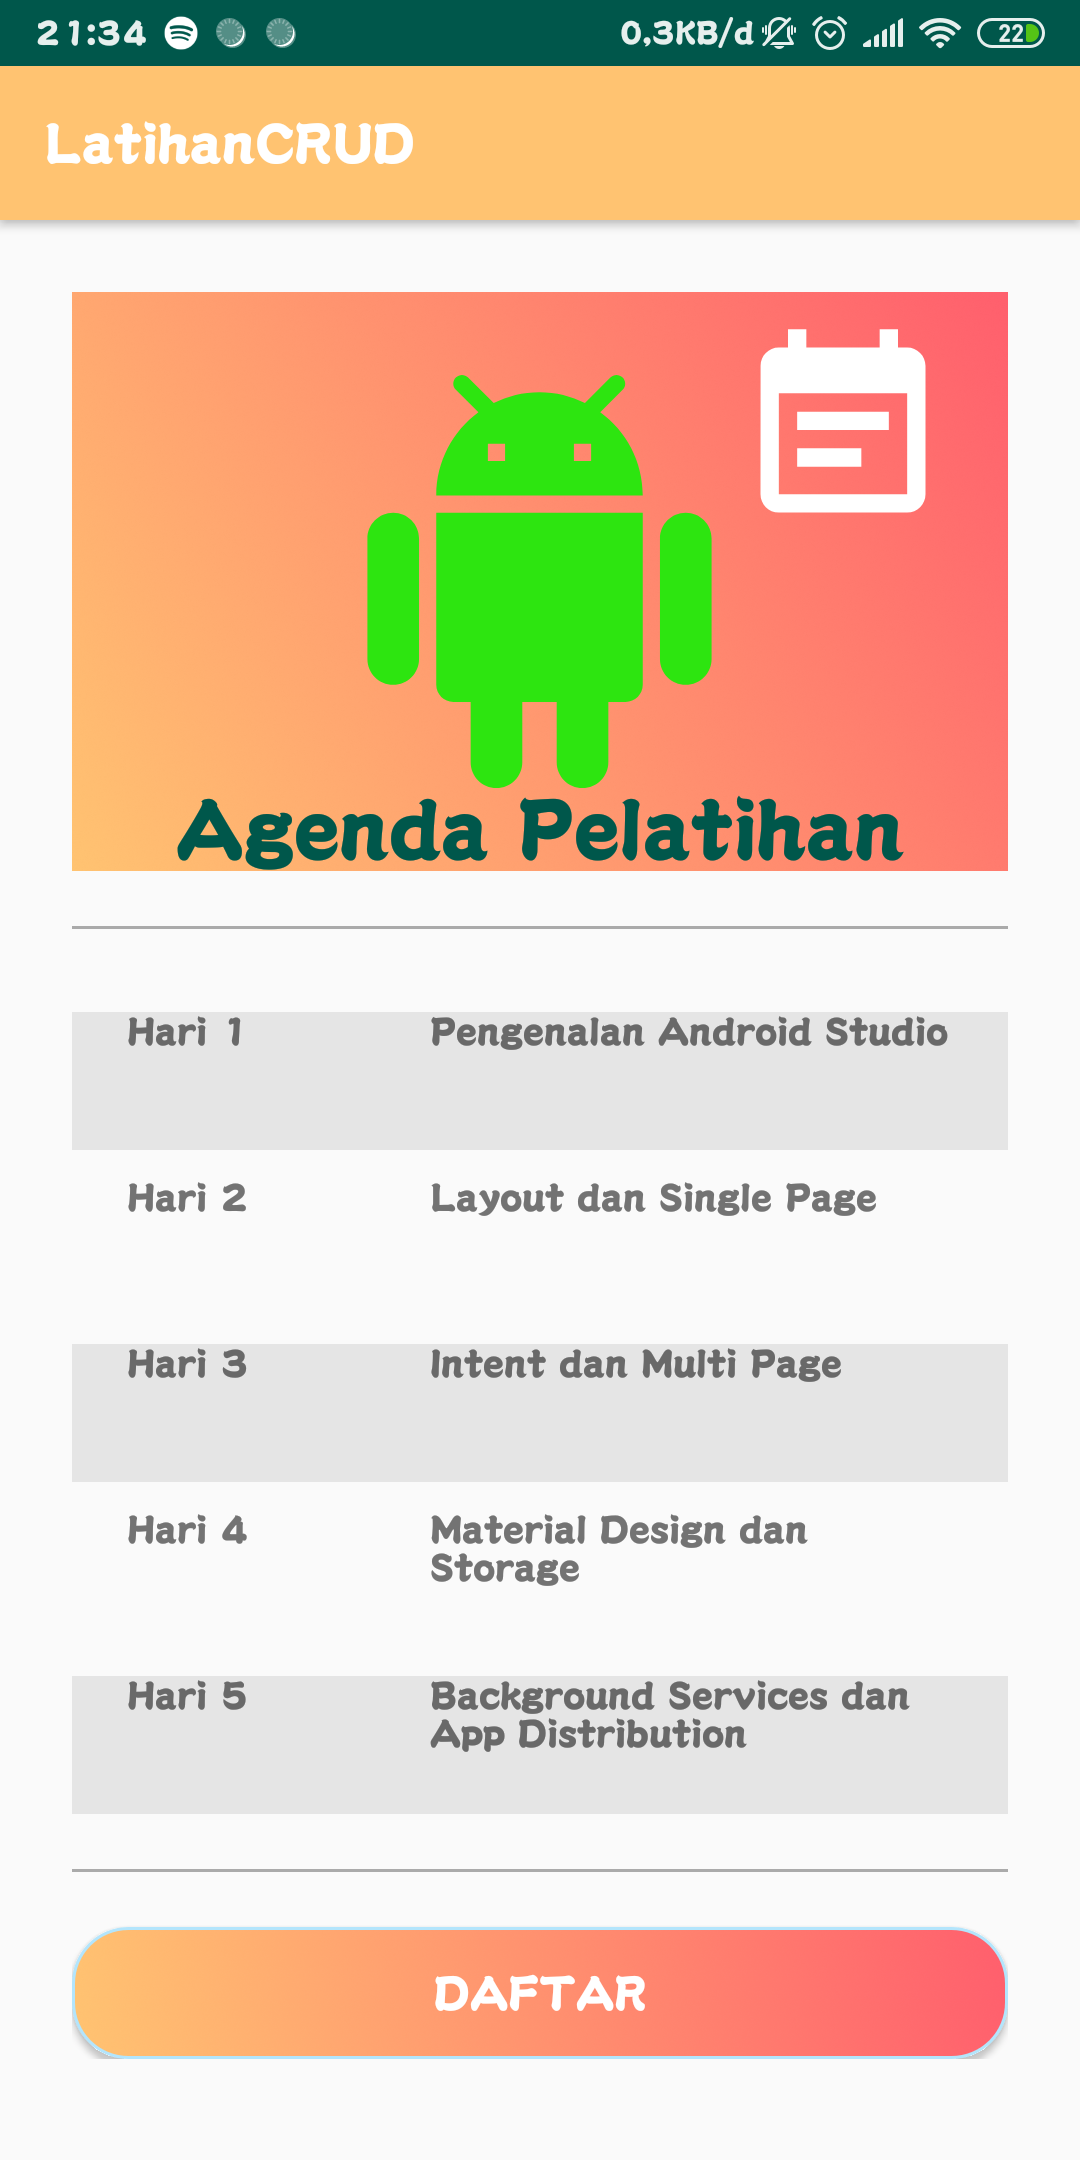 21:34 0,3KB/d 22
LatihanCRUD
Agenda Pelatihan
Hari 1 Pengenalan Android Studio
Hari 2 Layout dan Single Page
Hari 3 Intent dan Multi Page
Hari 4 Material Design dan
Storage
Hari 5 Background Services dan
App Distribution
DAFTAR